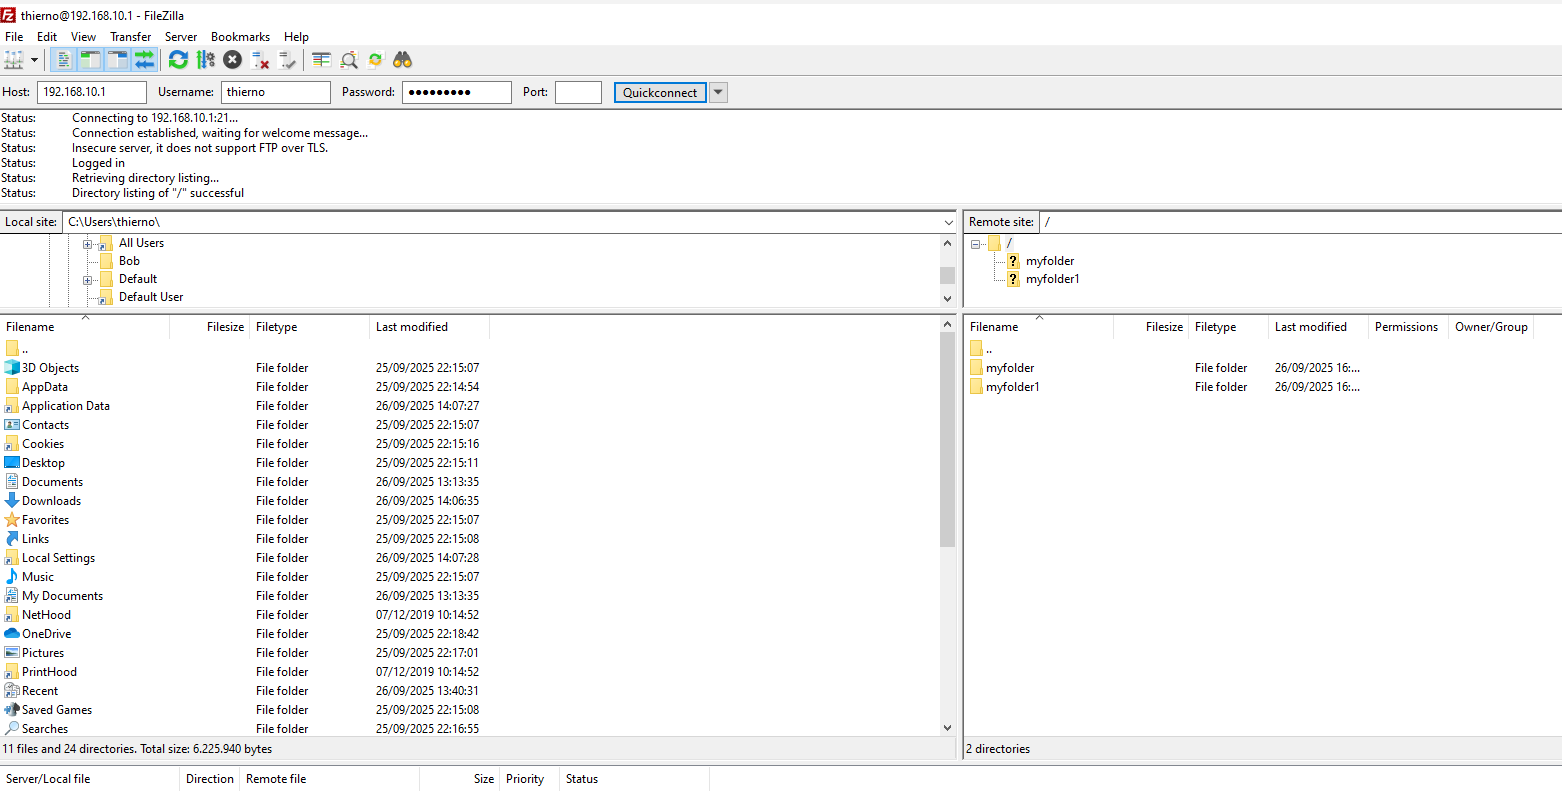 thierno@192.168.10.1 - FileZilla
File Edit View Transfer Server Bookmarks Help
Host: 192.168.10.1 Username: thierno Password: ●●●●●●●●● Port: Quickconnect
Status: Connecting to 192.168.10.1:21...
Status: Connection established, waiting for welcome message...
Status: Insecure server, it does not support FTP over TLS.
Status: Logged in
Status: Retrieving directory listing...
Status: Directory listing of "/" successful
Local site: C:\Users\thierno\
All Users
Bob
Default
Default User
Filename Filesize Filetype Last modified
..
3D Objects File folder 25/09/2025 22:15:07
AppData File folder 25/09/2025 22:14:54
Application Data File folder 26/09/2025 14:07:27
Contacts File folder 25/09/2025 22:15:07
Cookies File folder 25/09/2025 22:15:16
Desktop File folder 25/09/2025 22:15:11
Documents File folder 26/09/2025 13:13:35
Downloads File folder 26/09/2025 14:06:35
Favorites File folder 25/09/2025 22:15:07
Links File folder 25/09/2025 22:15:08
Local Settings File folder 26/09/2025 14:07:28
Music File folder 25/09/2025 22:15:07
My Documents File folder 26/09/2025 13:13:35
NetHood File folder 07/12/2019 10:14:52
OneDrive File folder 25/09/2025 22:18:42
Pictures File folder 25/09/2025 22:17:01
PrintHood File folder 07/12/2019 10:14:52
Recent File folder 26/09/2025 13:40:31
Saved Games File folder 25/09/2025 22:15:08
Searches File folder 25/09/2025 22:16:55
11 files and 24 directories. Total size: 6.225.940 bytes
Remote site: /
/
? myfolder
? myfolder1
Filename Filesize Filetype Last modified Permissions Owner/Group
..
myfolder File folder 26/09/2025 16:...
myfolder1 File folder 26/09/2025 16:...
2 directories
Server/Local file Direction Remote file Size Priority Status